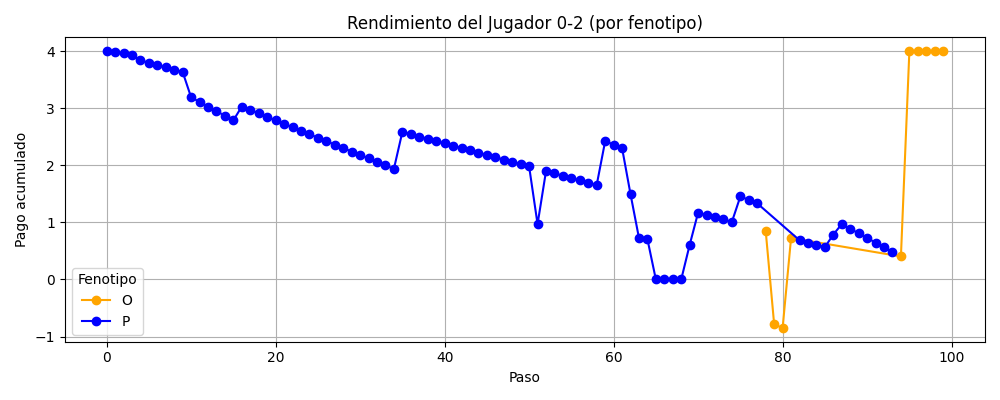 Rendimiento del Jugador 0-2 (por fenotipo)
Pago acumulado
4
3
2
1
0
−1
Fenotipo
O
P
0 20 40 60 80 100
Paso